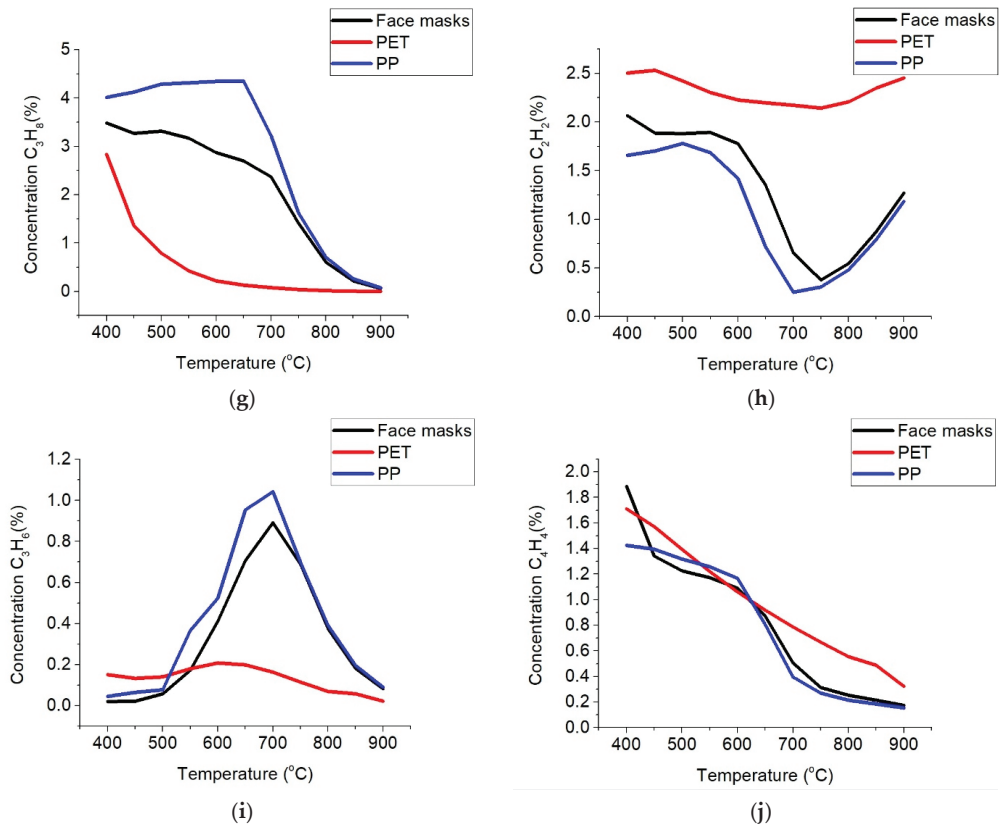 Face masks
PET
PP
5
4
3
2
1
0
Concentration C₃H₈(%)
400 500 600 700 800 900
Temperature (°C)
(g)
Face masks
PET
PP
2.5
2.0
1.5
1.0
0.5
0.0
Concentration C₂H₂(%)
400 500 600 700 800 900
Temperature (°C)
(h)
Face masks
PET
PP
1.2
1.0
0.8
0.6
0.4
0.2
0.0
Concentration C₃H₆(%)
400 500 600 700 800 900
Temperature (°C)
(i)
Face masks
PET
PP
2.0
1.8
1.6
1.4
1.2
1.0
0.8
0.6
0.4
0.2
0.0
Concentration C₄H₄(%)
400 500 600 700 800 900
Temperature (°C)
(j)